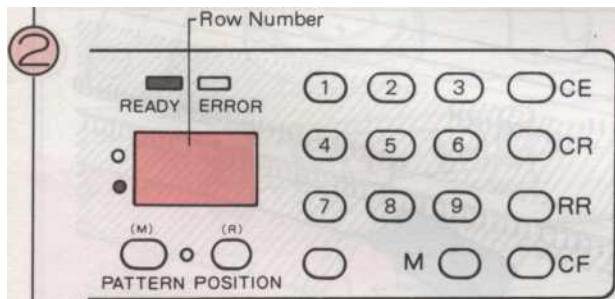 2
Row Number
READY ERROR
1 2 3 CE
4 5 6 CR
7 8 9 RR
(M) (R)
PATTERN POSITION
M CF